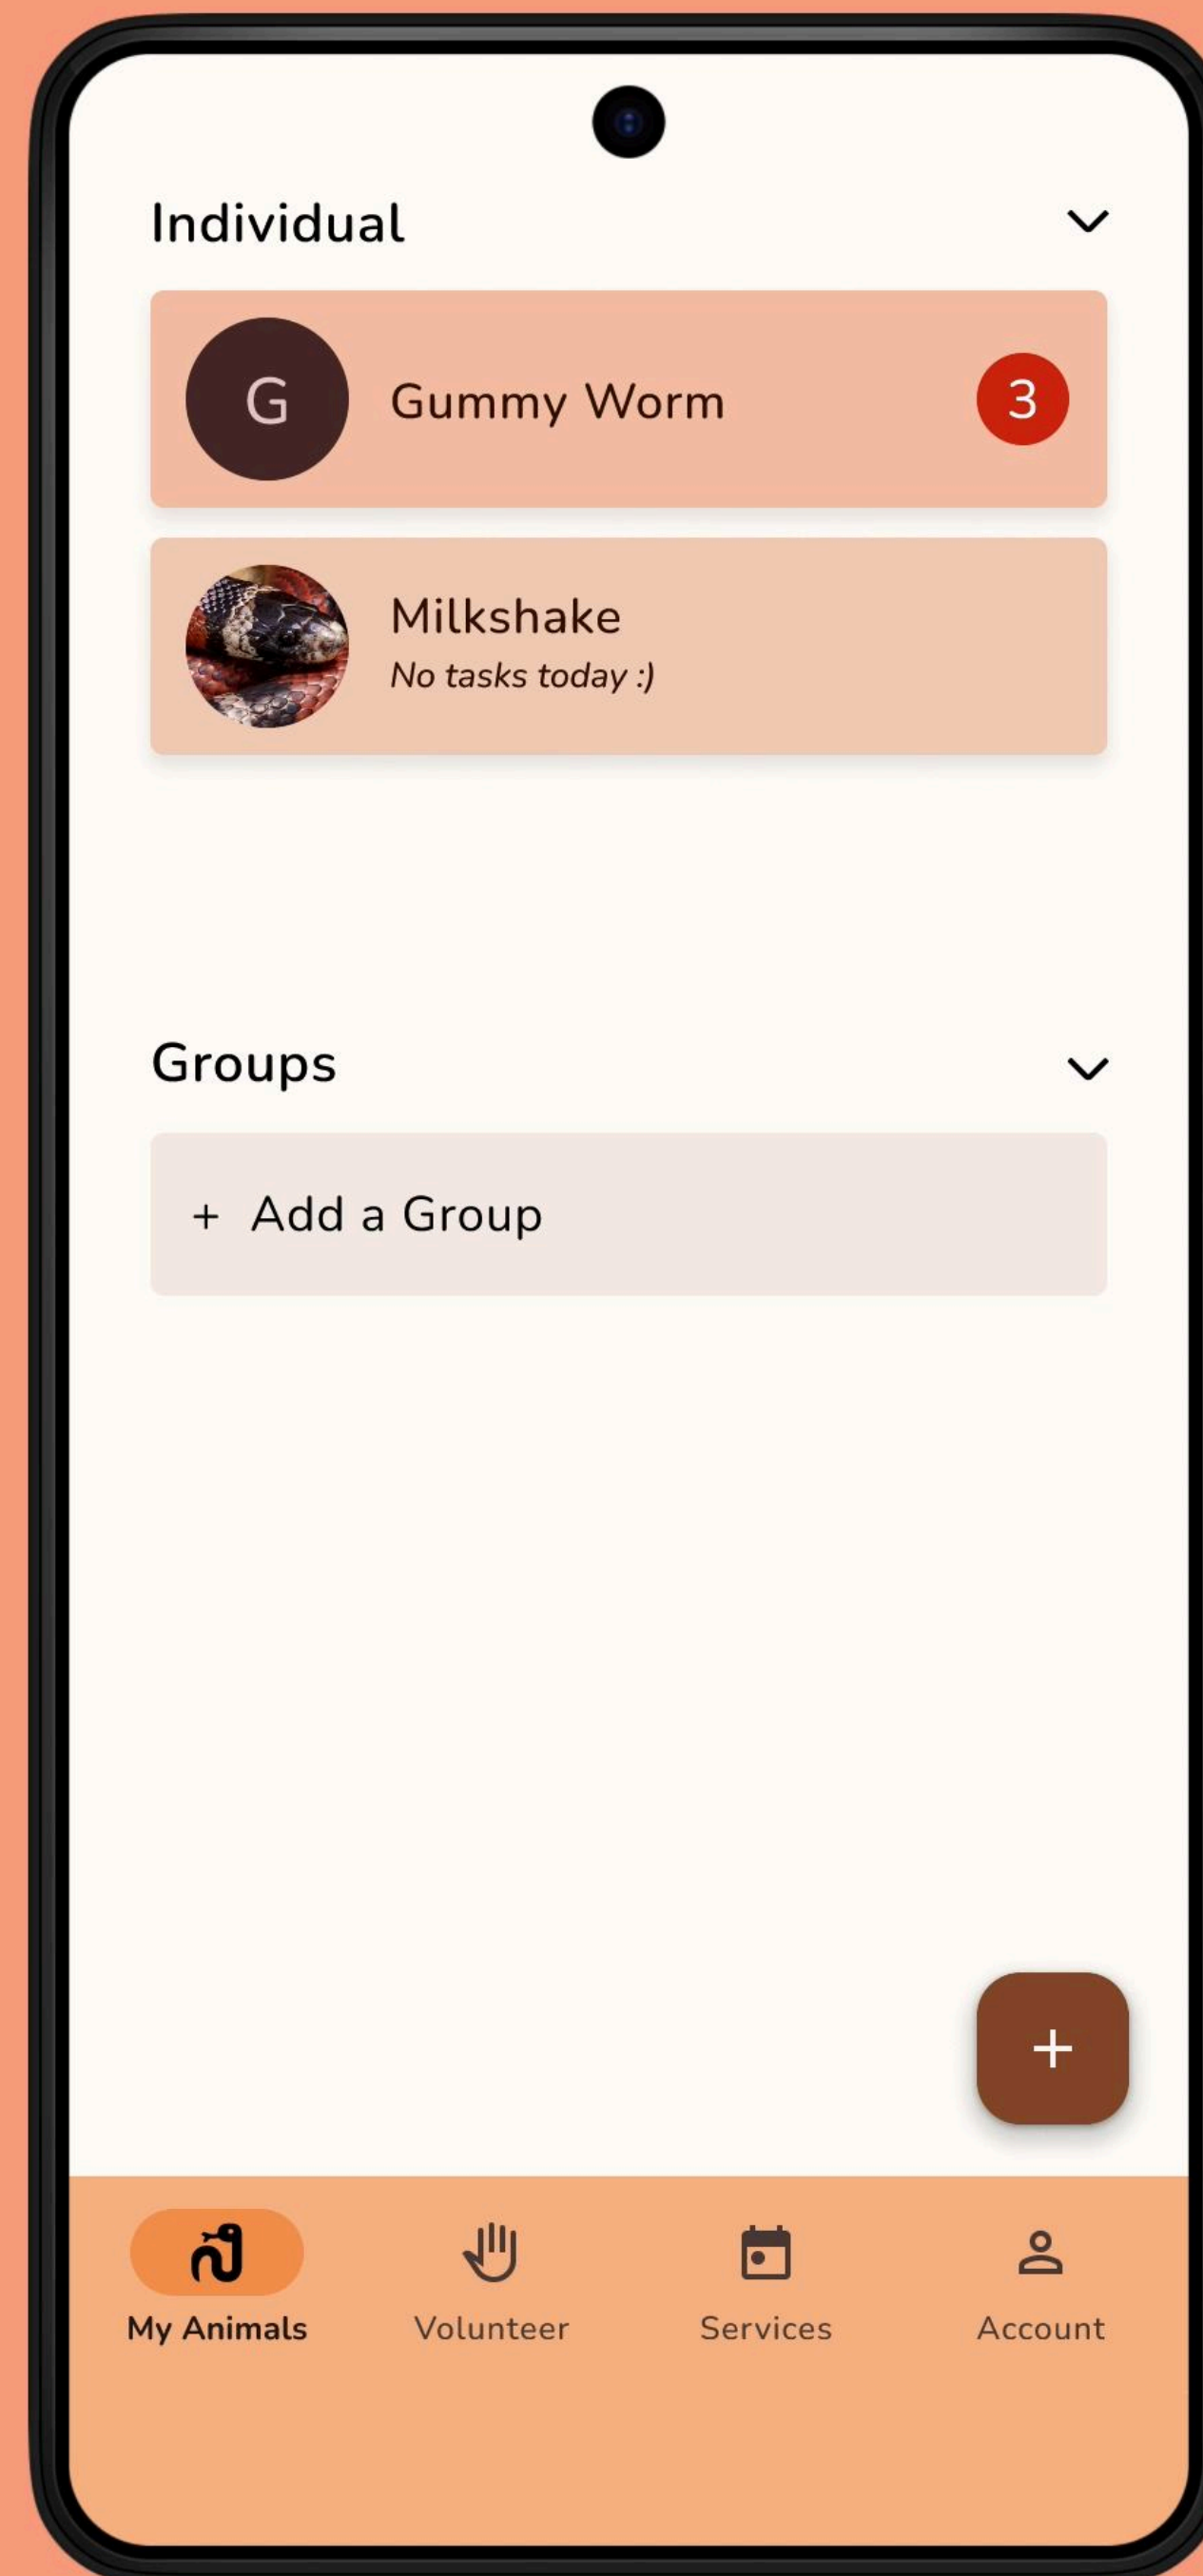 Individual
G
Gummy Worm
3
Milkshake
No tasks today :)
Groups
+ Add a Group
+
My Animals
Volunteer
Services
Account